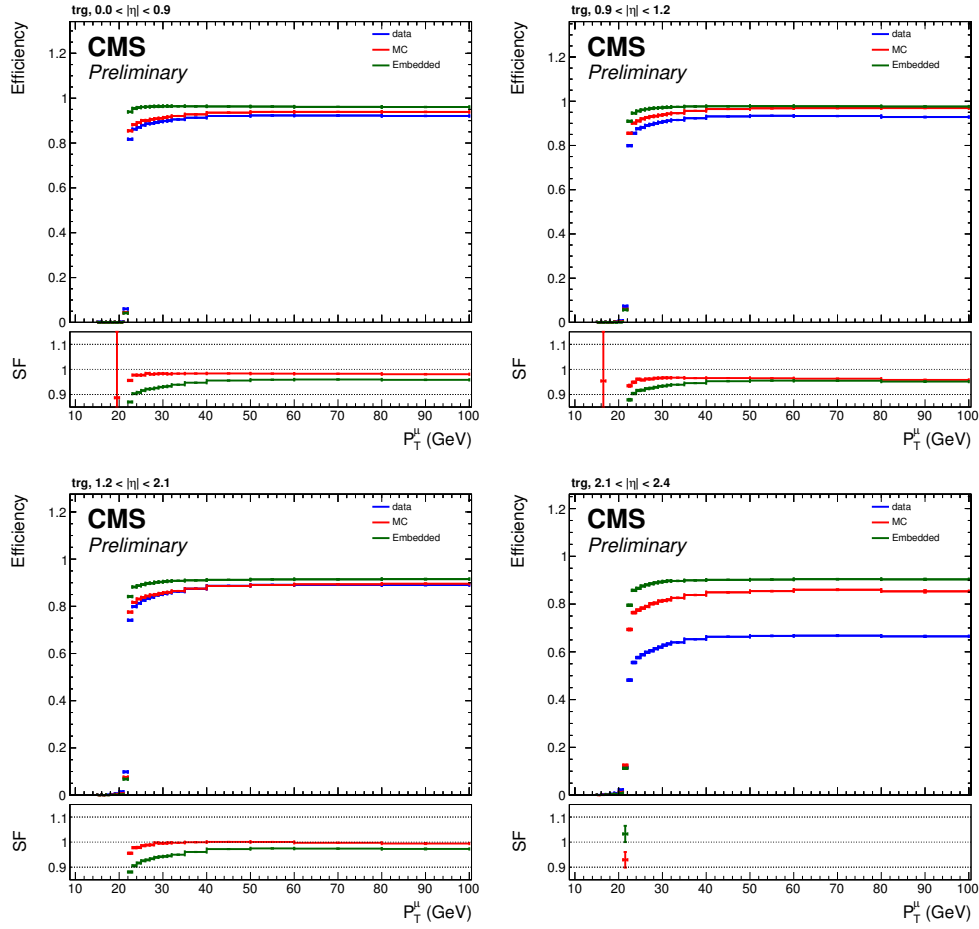 trg, 0.0 < |η| < 0.9
Efficiency
CMS
Preliminary
data
MC
Embedded
1.2
1
0.8
0.6
0.4
0.2
0
SF
1.1
1
0.9
10 20 30 40 50 60 70 80 90 100
P_T^μ (GeV)
trg, 0.9 < |η| < 1.2
Efficiency
CMS
Preliminary
data
MC
Embedded
1.2
1
0.8
0.6
0.4
0.2
0
SF
1.1
1
0.9
10 20 30 40 50 60 70 80 90 100
P_T^μ (GeV)
trg, 1.2 < |η| < 2.1
Efficiency
CMS
Preliminary
data
MC
Embedded
1.2
1
0.8
0.6
0.4
0.2
0
SF
1.1
1
0.9
10 20 30 40 50 60 70 80 90 100
P_T^μ (GeV)
trg, 2.1 < |η| < 2.4
Efficiency
CMS
Preliminary
data
MC
Embedded
1.2
1
0.8
0.6
0.4
0.2
0
SF
1.1
1
0.9
10 20 30 40 50 60 70 80 90 100
P_T^μ (GeV)